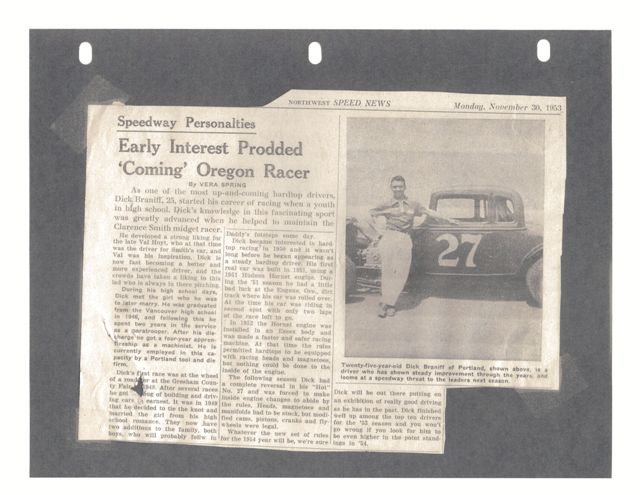 NORTHWEST SPEED NEWS
Monday, November 30, 1953
Speedway Personalties
Early Interest Prodded
'Coming' Oregon Racer
By VERA SPRING
As one of the most up-and-coming hardtop drivers,
Dick Braniff, 25, started his career of racing when a youth
in high school. Dick's knowledge in this fascinating sport
was greatly advanced when he helped to maintain the
Clarence Smith midget racer.
He developed a strong liking for
the late Val Hoyt, who at that time
was the driver for Smith's car, and
Val was his inspiration. Dick is
now fast becoming a better and
more experienced driver, and the
crowds have taken a liking to this
lad who is always in there pitching.
During his high school days,
Dick met the girl who he was
to later marry. He was graduated
from the Vancouver high school
in 1946, and following this he
spent two years in the service
as a paratrooper. After his dis-
charge he got a four-year appren-
ticeship as a machinist. He is
currently employed in this ca-
pacity by a Portland tool and die
firm.
Dick's first race was at the wheel
of a roadster at the Gresham Coun-
ty Fair, 1948. After several races
he got of building and driv-
ing cars earnest. It was in 1949
that he decided to tie the knot and
married the girl from his high
school romance. They now have
two additions to the family, both
boys, who will probably follow in
Daddy's footsteps some day.
Dick became interested in hard-
top racing in 1950 and it wasn't
long before he began appearing as
a steady hardtop driver. His first
real car was built in 1951, using a
1951 Hudson Hornet engine. Dur-
ing the '51 season he had a little
bad luck at the Eugene, Ore., dirt
track where his car was rolled over.
At the time his car was riding in
second spot with only two laps
of the race left to go.
In 1952 the Hornet engine was
installed in an Essex body and
was made a faster and safer racing
machine. At that time the rules
permitted hardtops to be equipped
with racing heads and magnetoes,
but nothing could be done to the
inside of the engine.
The following season Dick had
a complete reversal in his "Hot"
No. 27 and was forced to make
inside engine changes to abide by
the rules. Heads, magnetoes and
manifolds had to be stock, but modi-
fied cams, pistons, cranks and fly-
wheels were legal.
Whatever the new set of rules
for the 1954 year will be, we're sure
27
Twenty-five-year-old Dick Braniff of Portland, shown above, is a
driver who has shown steady improvement through the years, and
looms at a speedway threat to the leaders next season.
Dick will be out there putting on
an exhibition of really good driving
as he has in the past. Dick finished
well up among the top ten drivers
for the '53 season and you won't
go wrong if you look for him to
be even higher in the point stand-
ings in '54.